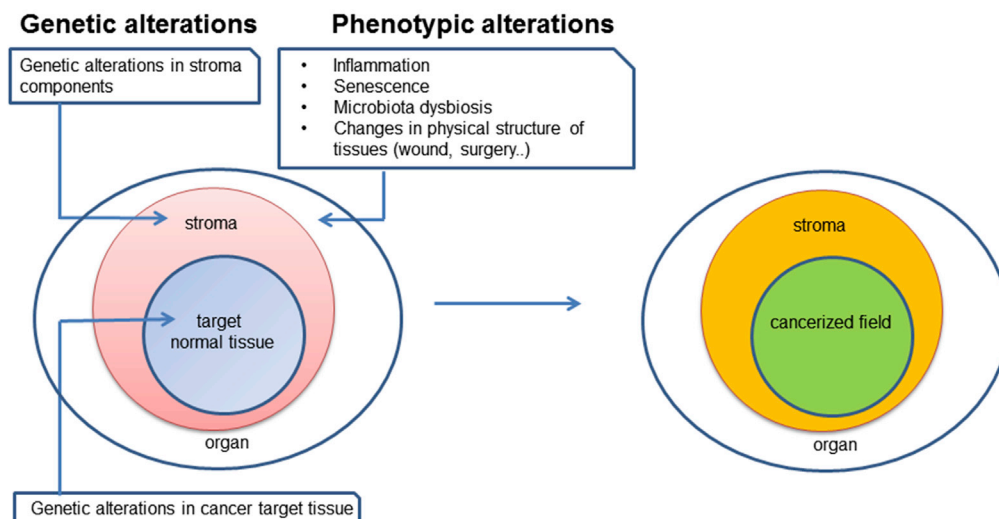 Genetic alterations
Genetic alterations in stroma
components
Phenotypic alterations
• Inflammation
• Senescence
• Microbiota dysbiosis
• Changes in physical structure of
tissues (wound, surgery..)
stroma
target
normal tissue
organ
Genetic alterations in cancer target tissue
stroma
cancerized field
organ